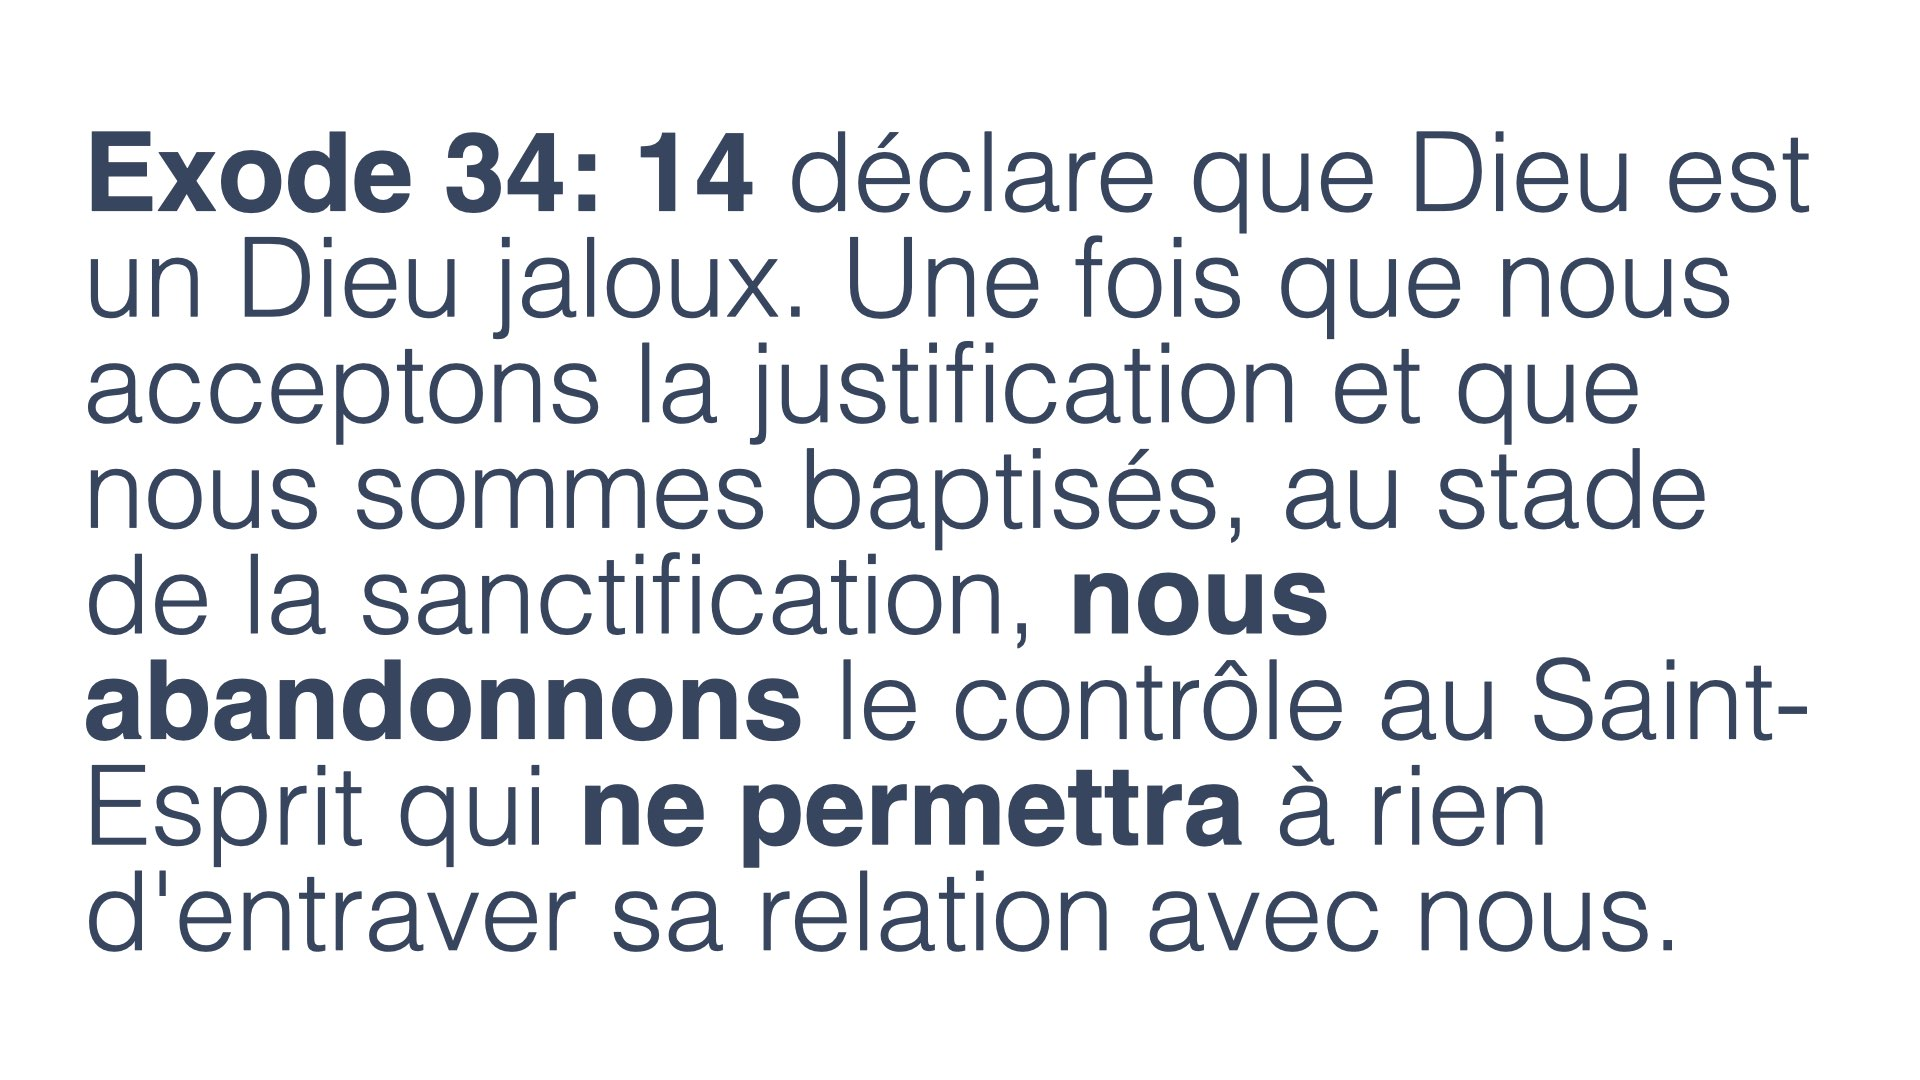 Exode 34: 14 déclare que Dieu est
un Dieu jaloux. Une fois que nous
acceptons la justification et que
nous sommes baptisés, au stade
de la sanctification, nous
abandonnons le contrôle au Saint-
Esprit qui ne permettra à rien
d'entraver sa relation avec nous.